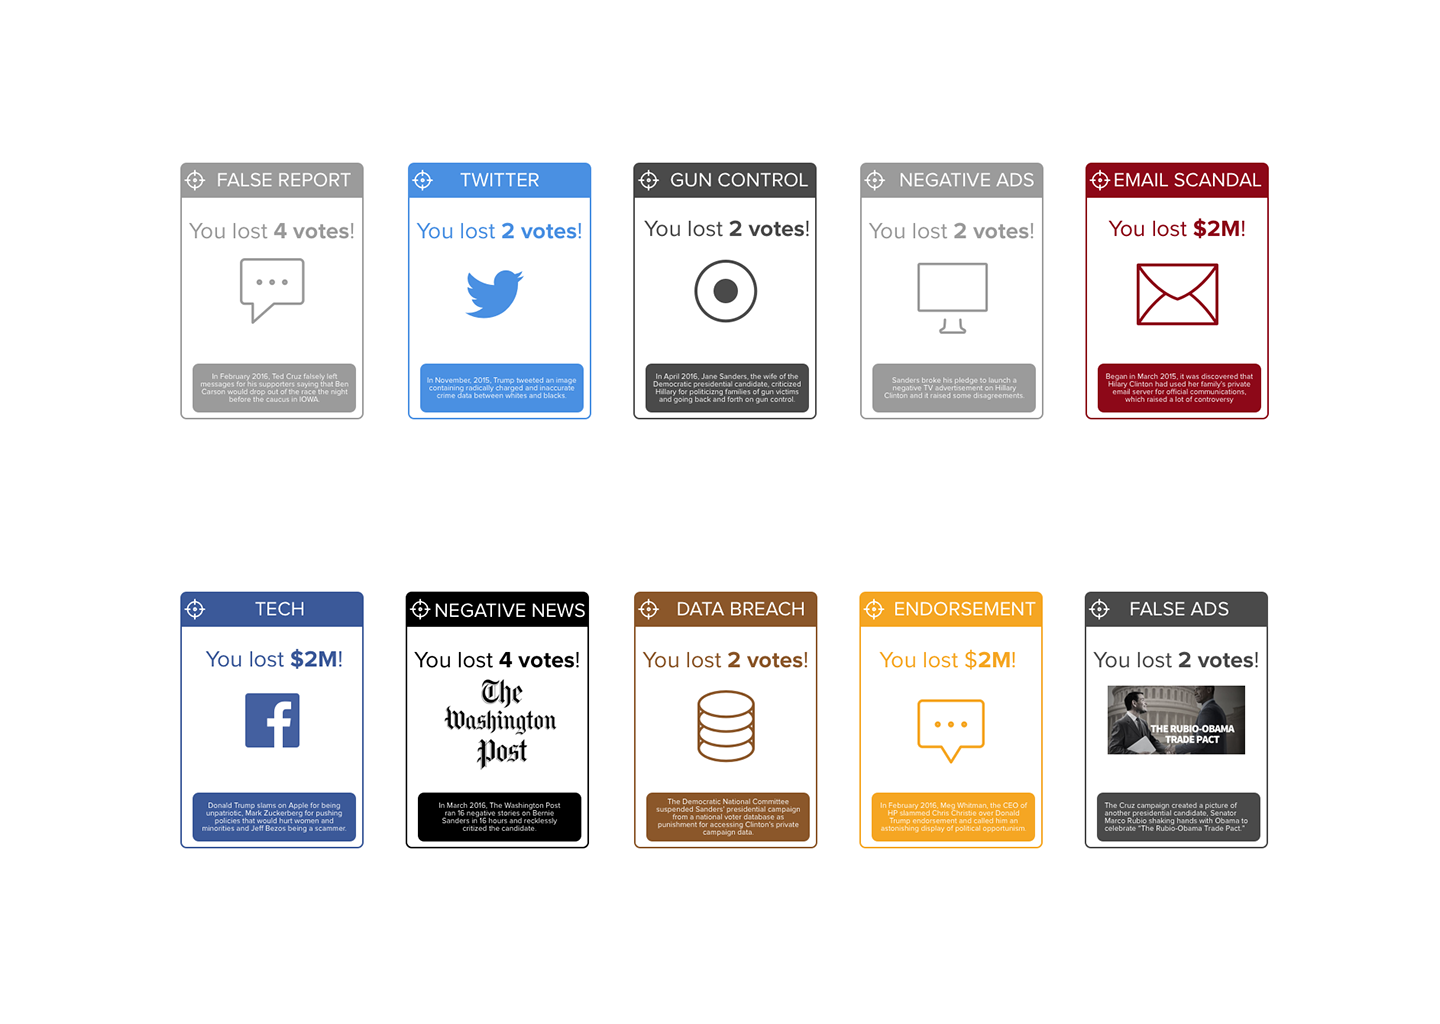 FALSE REPORT
You lost 4 votes!
In February 2016, Ted Cruz falsely left
messages for his supporters saying that Ben
Carson would drop out of the race the night
before the caucus in IOWA.
TWITTER
You lost 2 votes!
In November, 2015, Trump tweeted an image
containing radically charged and inaccurate
crime data between whites and blacks.
GUN CONTROL
You lost 2 votes!
In April 2016, Jane Sanders, the wife of the
Democratic presidential candidate, criticized
Hillary for politicizng families of gun victims
and going back and forth on gun control.
NEGATIVE ADS
You lost 2 votes!
Sanders broke his pledge to launch a
negative TV advertisement on Hillary
Clinton and it raised some disagreements.
EMAIL SCANDAL
You lost $2M!
Began in March 2015, it was discovered that
Hilary Clinton had used her family's private
email server for official communications,
which raised a lot of controversy
TECH
You lost $2M!
Donald Trump slams on Apple for being
unpatriotic, Mark Zuckerberg for pushing
policies that would hurt women and
minorities and Jeff Bezos being a scammer.
NEGATIVE NEWS
You lost 4 votes!
The
Washington
Post
In March 2016, The Washington Post
ran 16 negative stories on Bernie
Sanders in 16 hours and recklessly
critized the candidate.
DATA BREACH
You lost 2 votes!
The Democratic National Committee
suspended Sanders' presidential campaign
from a national voter database as
punishment for accessing Clinton's private
campaign data.
ENDORSEMENT
You lost $2M!
In February 2016, Meg Whitman, the CEO of
HP slammed Chris Christie over Donald
Trump endorsement and called him an
astonishing display of political opportunism.
FALSE ADS
You lost 2 votes!
THE RUBIO-OBAMA
TRADE PACT
The Cruz campaign created a picture of
another presidential candidate, Senator
Marco Rubio shaking hands with Obama to
celebrate "The Rubio-Obama Trade Pact."